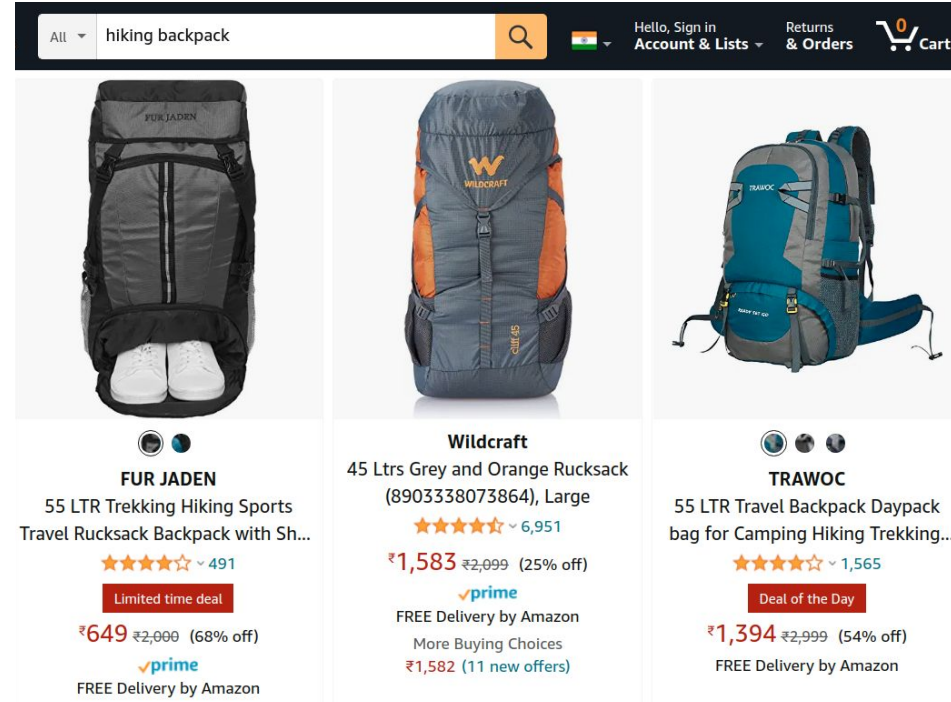 All
hiking backpack
Hello, Sign in
Account & Lists
Returns
& Orders
0
Cart
FUR JADEN
WILDCRAFT
cliff 45
TRAWOC
READY TO GO
FUR JADEN
55 LTR Trekking Hiking Sports
Travel Rucksack Backpack with Sh...
491
Limited time deal
₹649 ₹2,000 (68% off)
prime
FREE Delivery by Amazon
Wildcraft
45 Ltrs Grey and Orange Rucksack
(8903338073864), Large
6,951
₹1,583 ₹2,099 (25% off)
prime
FREE Delivery by Amazon
More Buying Choices
₹1,582 (11 new offers)
TRAWOC
55 LTR Travel Backpack Daypack
bag for Camping Hiking Trekking...
1,565
Deal of the Day
₹1,394 ₹2,999 (54% off)
FREE Delivery by Amazon